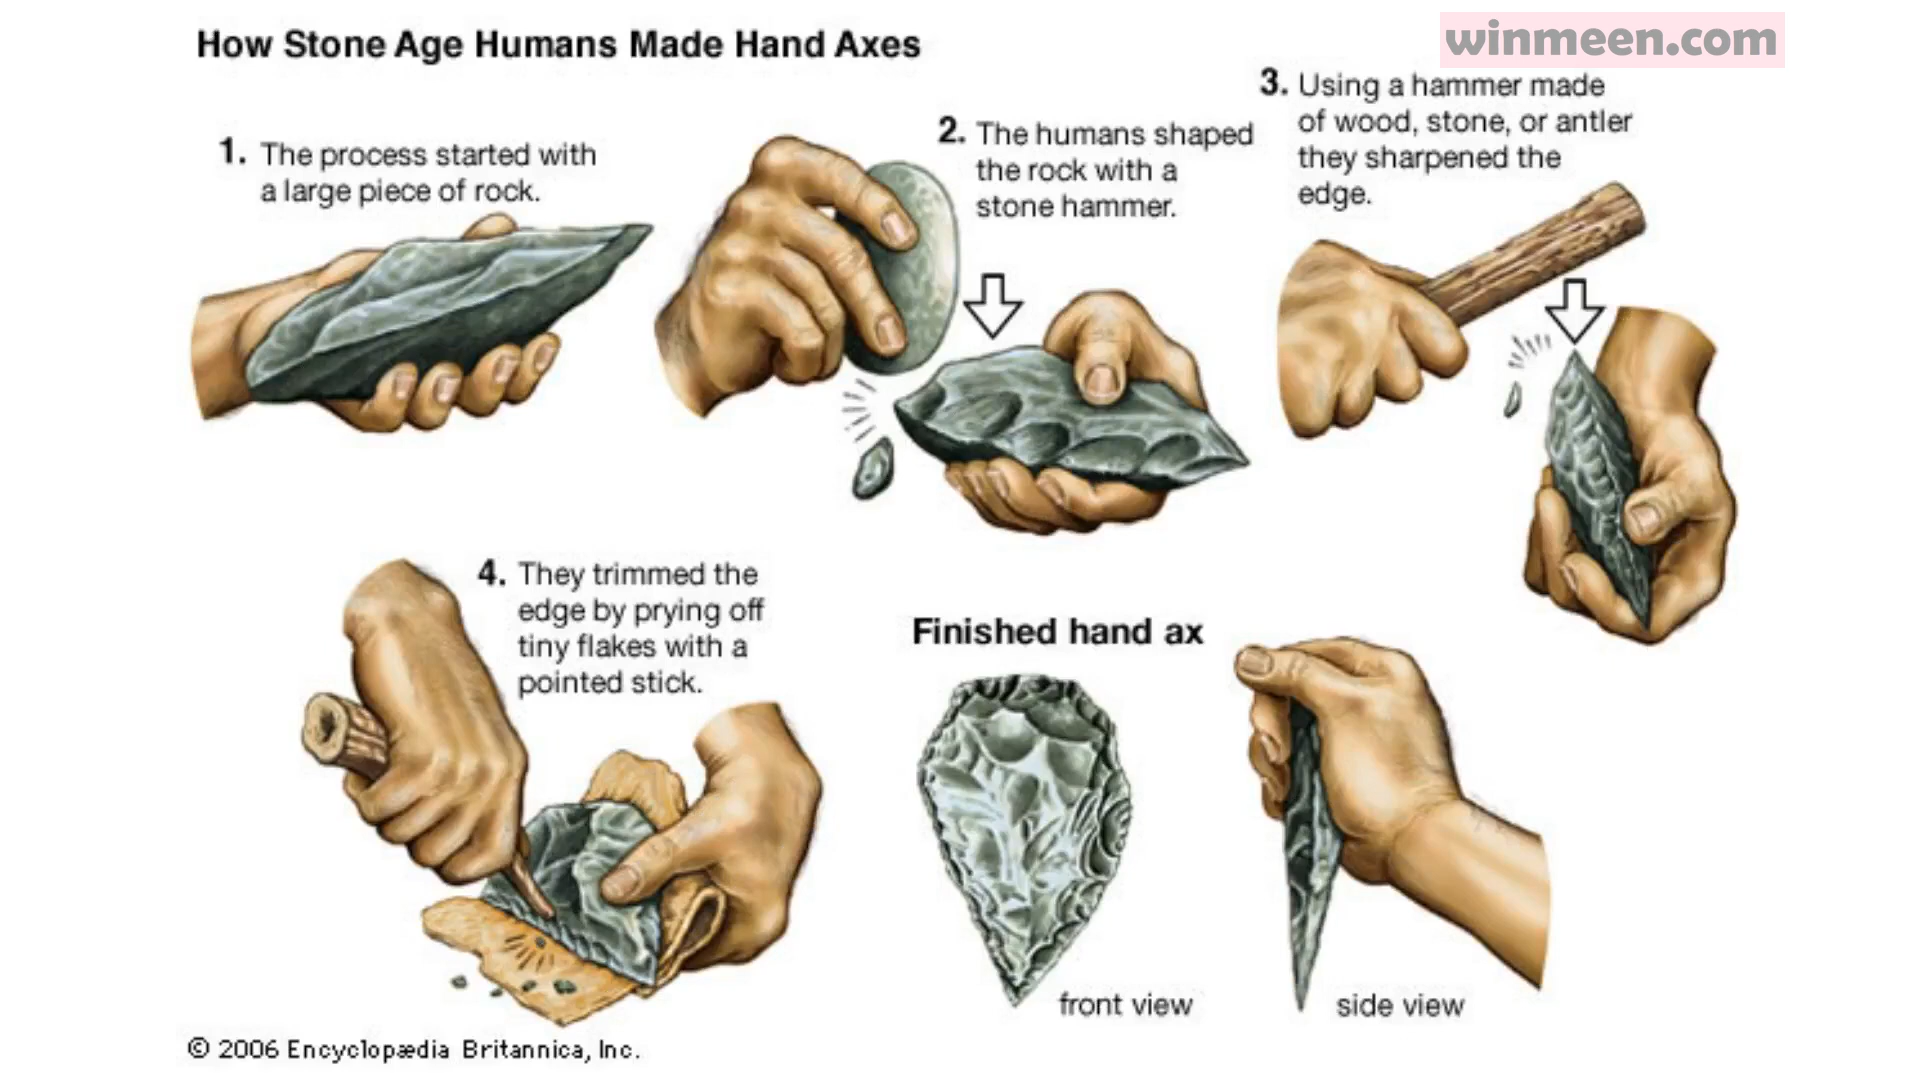 How Stone Age Humans Made Hand Axes
winmeen.com
1. The process started with
a large piece of rock.
2. The humans shaped
the rock with a
stone hammer.
3. Using a hammer made
of wood, stone, or antler
they sharpened the
edge.
4. They trimmed the
edge by prying off
tiny flakes with a
pointed stick.
Finished hand ax
front view
side view
© 2006 Encyclopædia Britannica, Inc.